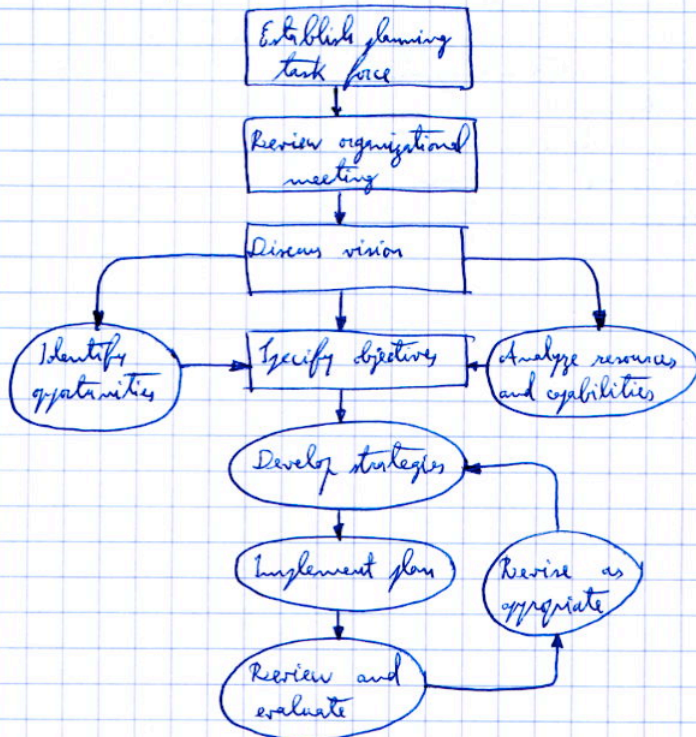 Establish planning
task force
Review organizational
meeting
Discuss vision
Identify
opportunities
Specify objectives
Analyze resources
and capabilities
Develop strategies
Implement plan
Revise as
appropriate
Review and
evaluate